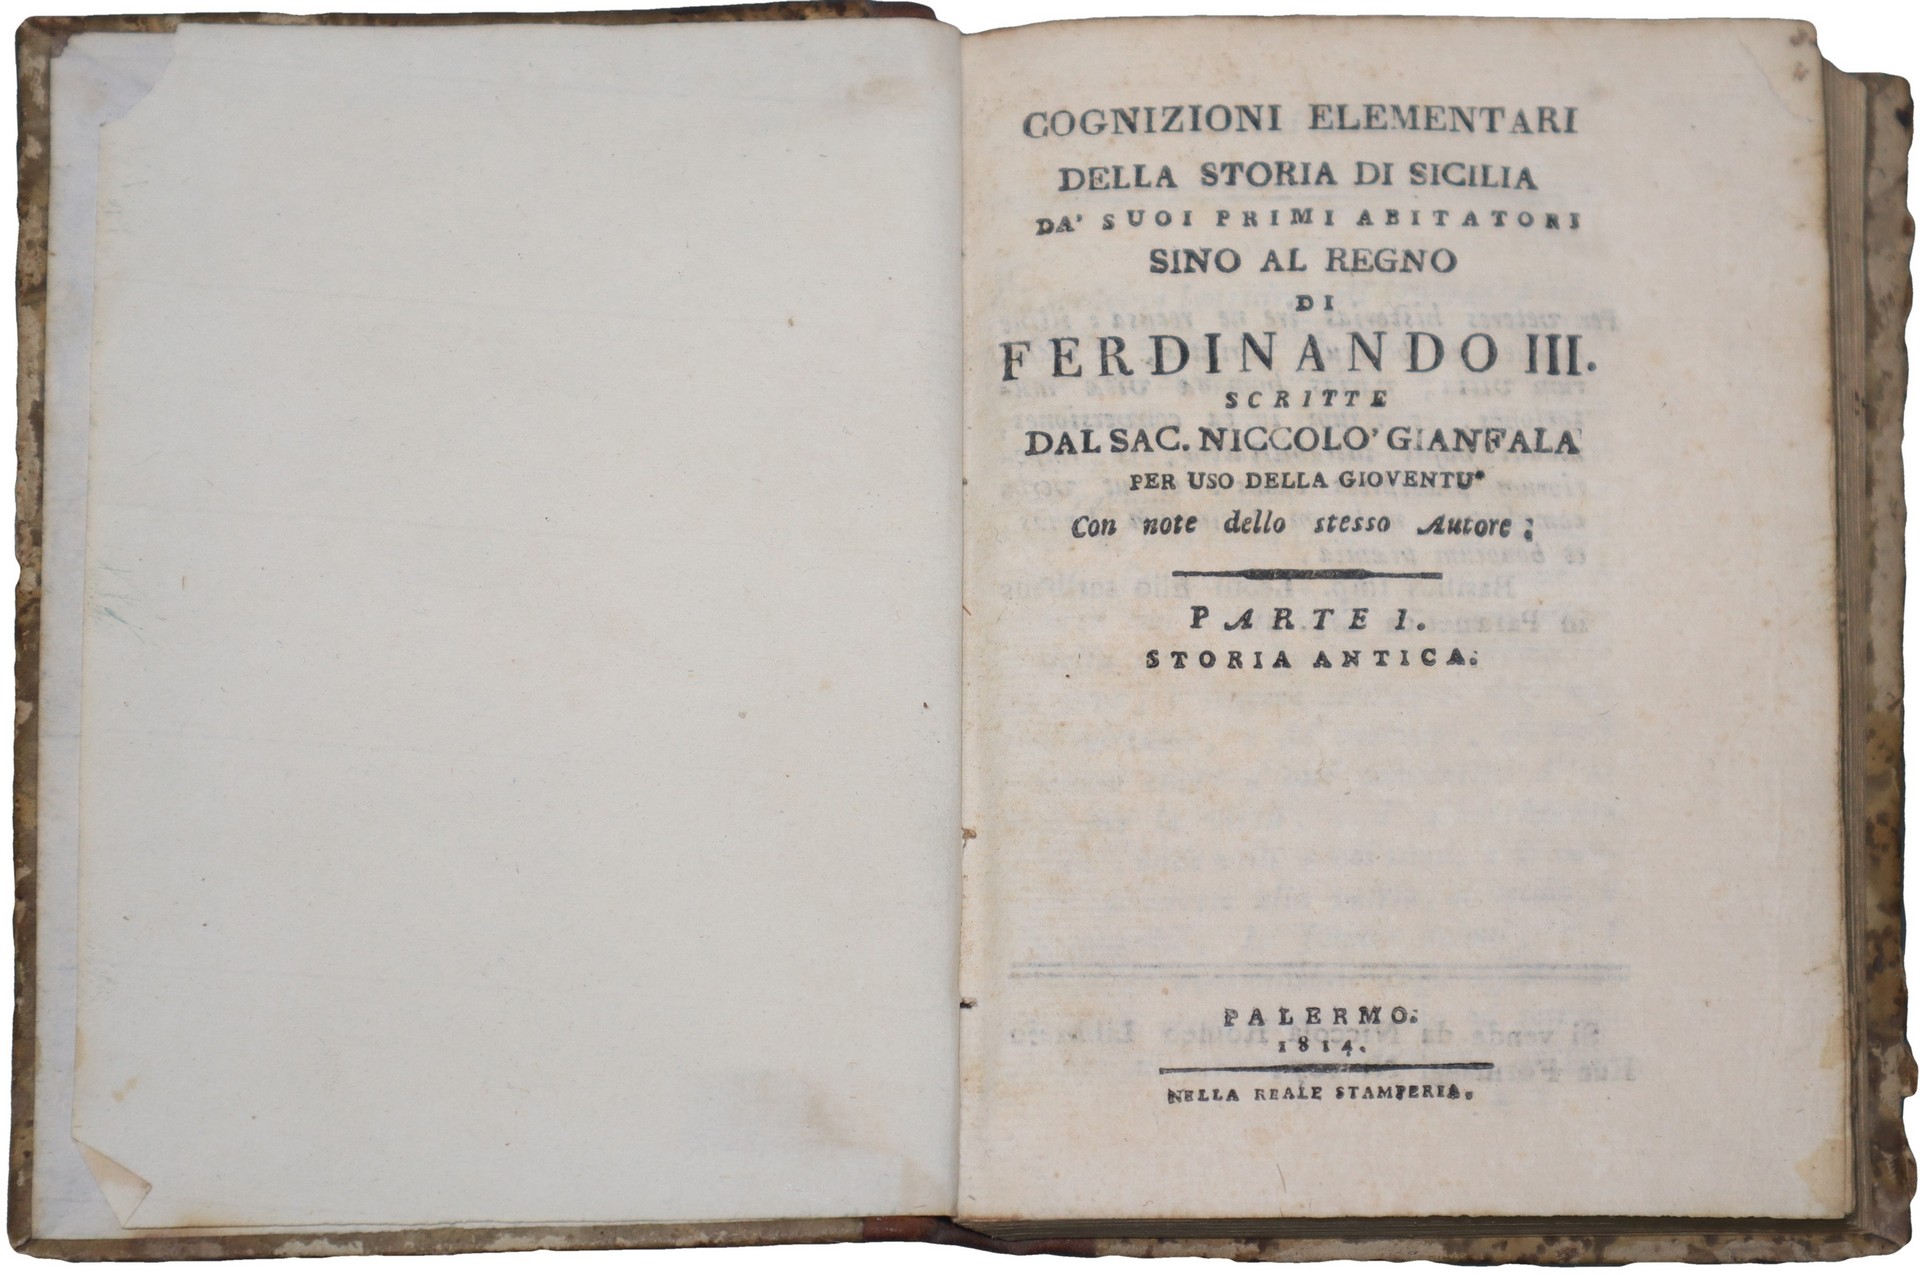 COGNIZIONI ELEMENTARI
DELLA STORIA DI SICILIA
DA' SUOI PRIMI ABITATORI
SINO AL REGNO
DI
FERDINANDO III.
SCRITTE
DAL SAC. NICCOLO' GIANFALA
PER USO DELLA GIOVENTU'
Con note dello stesso Autore;
PARTE I.
STORIA ANTICA.
PALERMO.
1814.
NELLA REALE STAMPERIA.